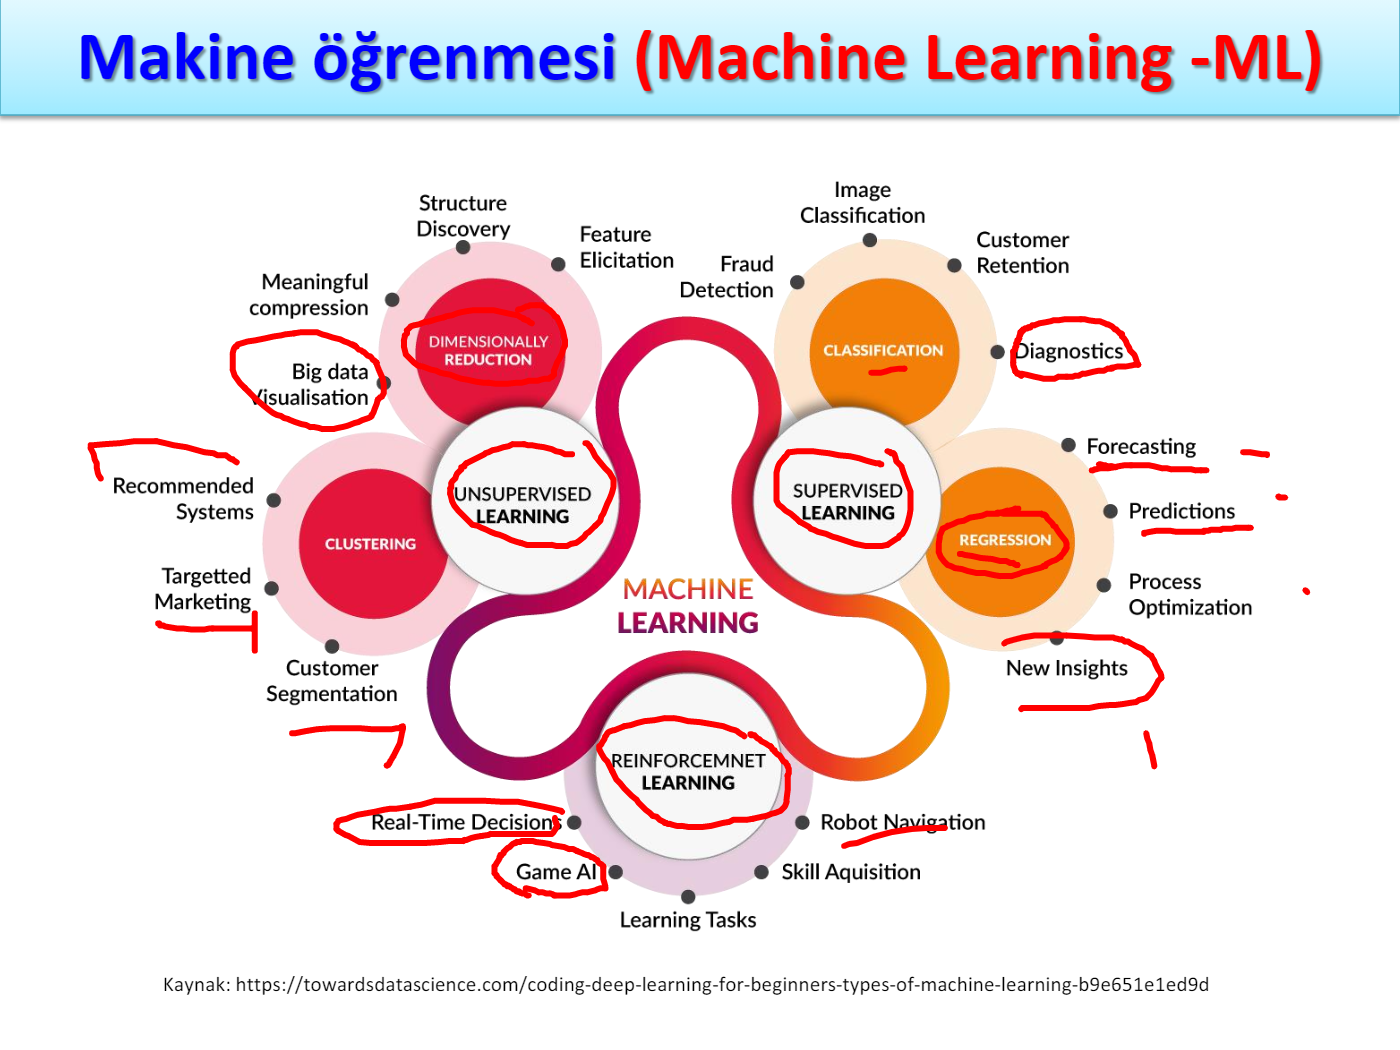 Makine öğrenmesi (Machine Learning -ML)
Structure
Discovery
Feature
Elicitation
Meaningful
compression
Big data
Visualisation
DIMENSIONALLY
REDUCTION
Recommended
Systems
Targetted
Marketing
Customer
Segmentation
CLUSTERING
UNSUPERVISED
LEARNING
Image
Classification
Customer
Retention
Fraud
Detection
Diagnostics
CLASSIFICATION
SUPERVISED
LEARNING
Forecasting
Predictions
Process
Optimization
New Insights
REGRESSION
MACHINE
LEARNING
REINFORCEMNET
LEARNING
Real-Time Decisions
Game AI
Learning Tasks
Skill Aquisition
Robot Navigation
Kaynak: https://towardsdatascience.com/coding-deep-learning-for-beginners-types-of-machine-learning-b9e651e1ed9d